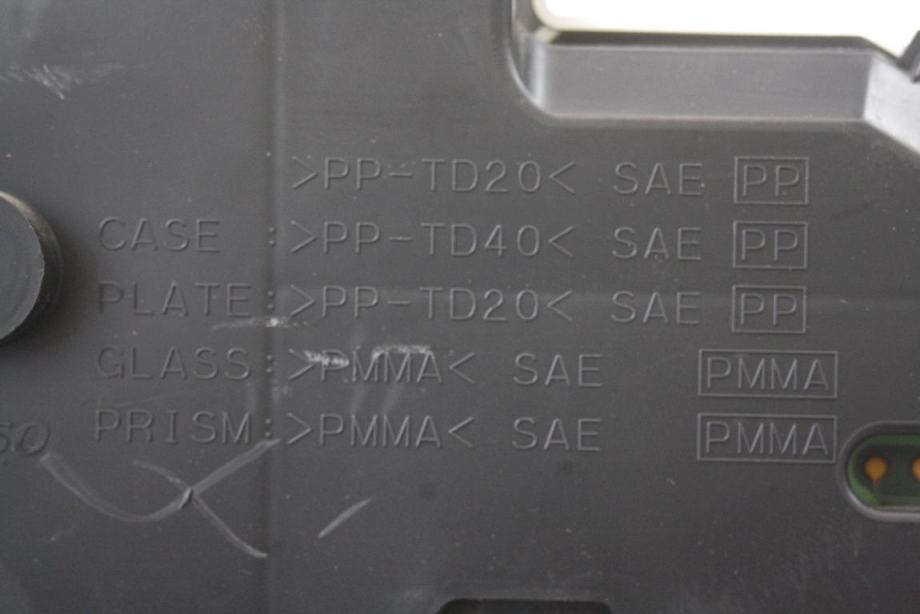 >PP-TD20< SAE PP
CASE :>PP-TD40< SAE PP
PLATE:>PP-TD20< SAE PP
GLASS:>PMMA< SAE PMMA
PRISM:>PMMA< SAE PMMA